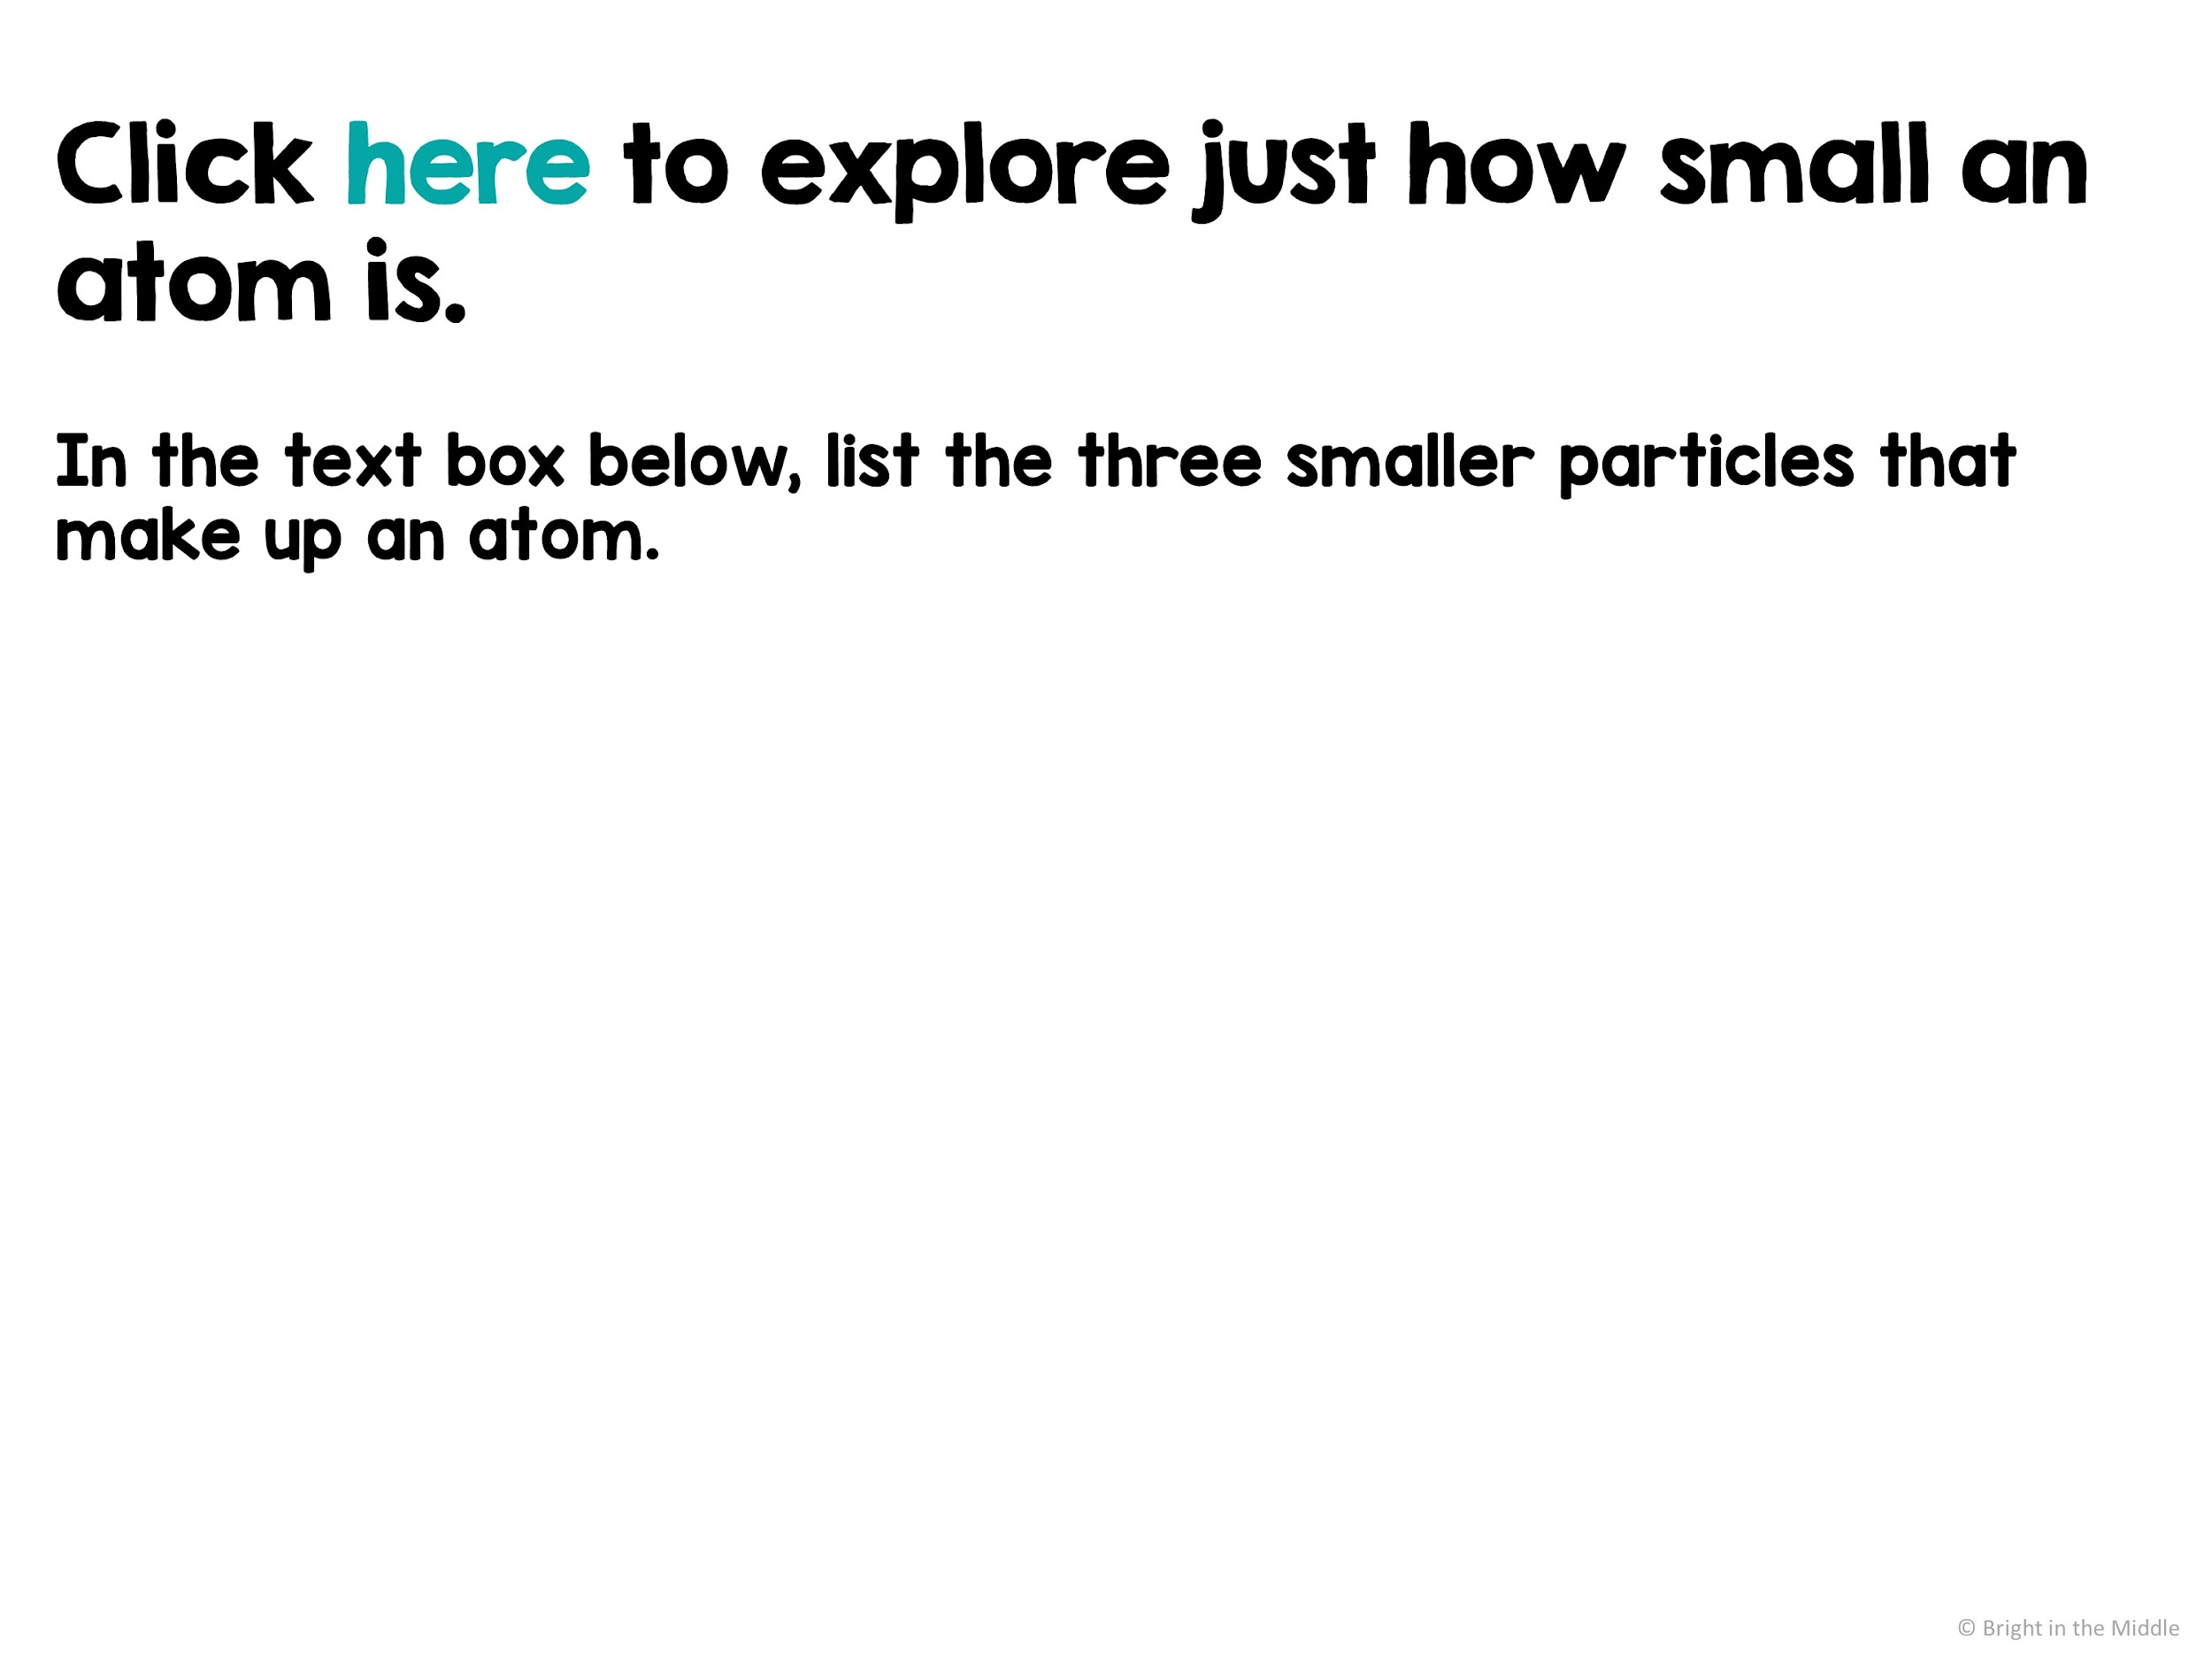 Click here to explore just how small an
atom is.
In the text box below, list the three smaller particles that
make up an atom.
© Bright in the Middle